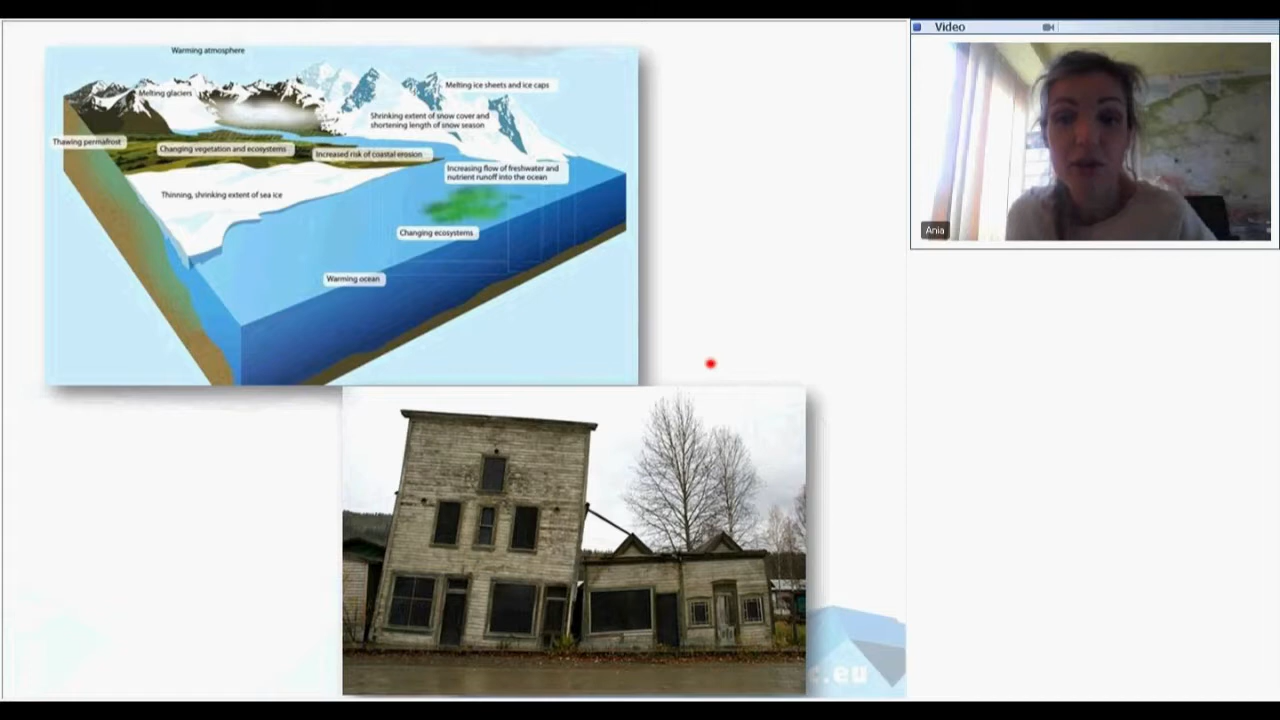 Video
Warming atmosphere
Melting glaciers
Melting ice sheets and ice caps
Shrinking extent of snow cover and
shortening length of snow season
Thawing permafrost
Changing vegetation and ecosystems
Increased risk of coastal erosion
Increasing flow of freshwater and
nutrient runoff into the ocean
Thinning, shrinking extent of sea ice
Changing ecosystems
Warming ocean
Ania
c.eu